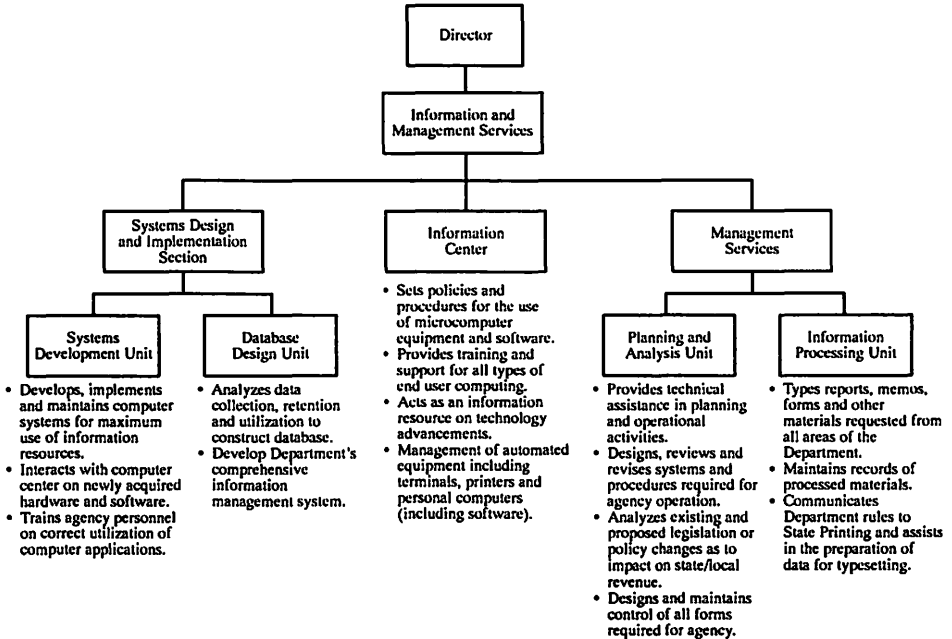 Director
Information and
Management Services
Systems Design
and Implementation
Section
Information
Center
Management
Services
Systems
Development Unit
• Develops, implements
and maintains computer
systems for maximum
use of information
resources.
• Interacts with computer
center on newly acquired
hardware and software.
• Trains agency personnel
on correct utilization of
computer applications.
Database
Design Unit
• Analyzes data
collection, retention
and utilization to
construct database.
• Develop Department's
comprehensive
information
management system.
• Sets policies and
procedures for the use
of microcomputer
equipment and software.
• Provides training and
support for all types of
end user computing.
• Acts as an information
resource on technology
advancements.
• Management of automated
equipment including
terminals, printers and
personal computers
(including software).
Planning and
Analysis Unit
• Provides technical
assistance in planning
and operational
activities.
• Designs, reviews and
revises systems and
procedures required for
agency operation.
• Analyzes existing and
proposed legislation or
policy changes as to
impact on state/local
revenue.
• Designs and maintains
control of all forms
required for agency.
Information
Processing Unit
• Types reports, memos,
forms and other
materials requested from
all areas of the
Department.
• Maintains records of
processed materials.
• Communicates
Department rules to
State Printing and assists
in the preparation of
data for typesetting.